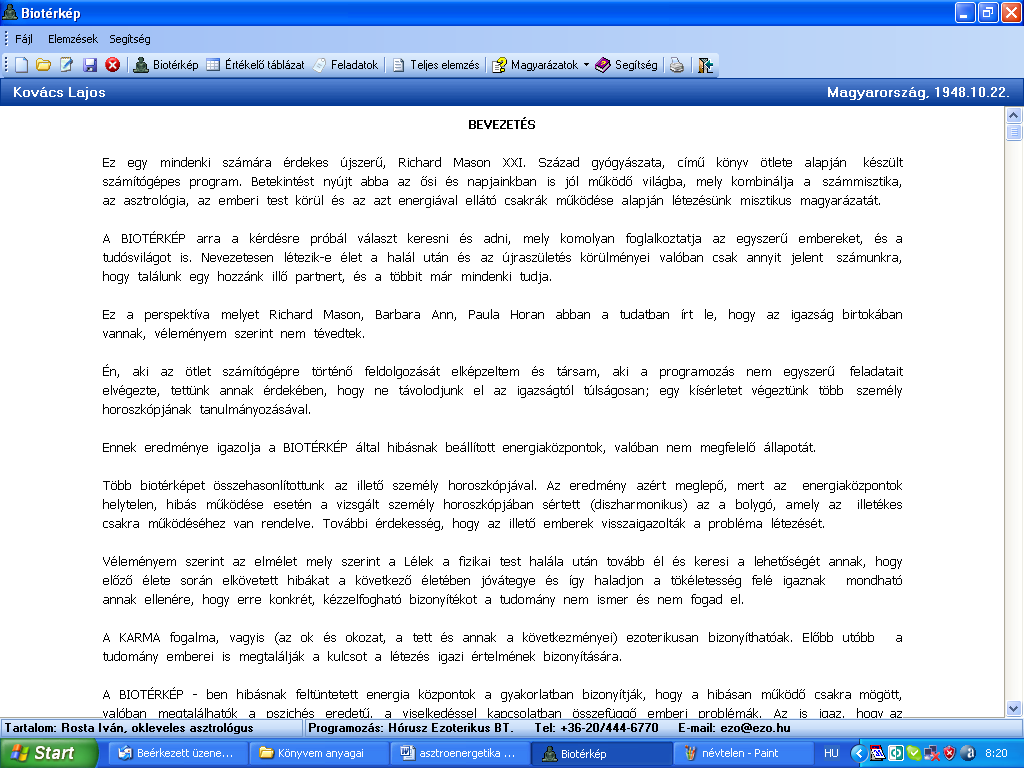 Biotérkép
Fájl Elemzések Segítség
Biotérkép Értékelő táblázat Feladatok Teljes elemzés Magyarázatok Segítség
Kovács Lajos Magyarország, 1948.10.22.
BEVEZETÉS
Ez egy mindenki számára érdekes újszerű, Richard Mason XXI. Század gyógyászata, című könyv ötlete alapján készült
számítógépes program. Betekintést nyújt abba az ősi és napjainkban is jól működő világba, mely kombinálja a számmisztika,
az asztrológia, az emberi test körül és az azt energiával ellátó csakrák működése alapján létezésünk misztikus magyarázatát.
A BIOTÉRKÉP arra a kérdésre próbál választ keresni és adni, mely komolyan foglalkoztatja az egyszerű embereket, és a
tudósvilágot is. Nevezetesen létezik-e élet a halál után és az újraszületés körülményei valóban csak annyit jelent számunkra,
hogy találunk egy hozzánk illő partnert, és a többit már mindenki tudja.
Ez a perspektíva melyet Richard Mason, Barbara Ann, Paula Horan abban a tudatban írt le, hogy az igazság birtokában
vannak, véleményem szerint nem tévedtek.
Én, aki az ötlet számítógépre történő feldolgozását elképzeltem és társam, aki a programozás nem egyszerű feladatait
elvégezte, tettünk annak érdekében, hogy ne távolodjunk el az igazságtól túlságosan; egy kísérletet végeztünk több személy
horoszkópjának tanulmányozásával.
Ennek eredménye igazolja a BIOTÉRKÉP által hibásnak beállított energiaközpontok, valóban nem megfelelő állapotát.
Több biotérképet összehasonlítottunk az illető személy horoszkópjával. Az eredmény azért meglepő, mert az energiaközpontok
helytelen, hibás működése esetén a vizsgált személy horoszkópjában sértett (diszharmonikus) az a bolygó, amely az illetékes
csakra működéséhez van rendelve. További érdekesség, hogy az illető emberek visszaigazolták a probléma létezését.
Véleményem szerint az elmélet mely szerint a Lélek a fizikai test halála után tovább él és keresi a lehetőségét annak, hogy
előző élete során elkövetett hibákat a következő életében jóvátegye és így haladjon a tökéletesség felé igaznak mondható
annak ellenére, hogy erre konkrét, kézzelfogható bizonyítékot a tudomány nem ismer és nem fogad el.
A KARMA fogalma, vagyis (az ok és okozat, a tett és annak a következményei) ezoterikusan bizonyíthatóak. Előbb utóbb a
tudomány emberei is megtalálják a kulcsot a létezés igazi értelmének bizonyítására.
A BIOTÉRKÉP - ben hibásnak feltüntetett energia központok a gyakorlatban bizonyítják, hogy a hibásan működő csakra mögött,
valóban megtalálhatók a pszichés eredetű, a viselkedéssel kapcsolatban összefüggő emberi problémák. Az is igaz, hogy az
Tartalom: Rosta Iván, okleveles asztrológus Programozás: Hórusz Ezoterikus BT. Tel: +36-20/444-6770 E-mail: ezo@ezo.hu
Start Beérkezett üzene... Könyvem anyagai asztroenergetika ... Biotérkép névtelen - Paint HU 8:20